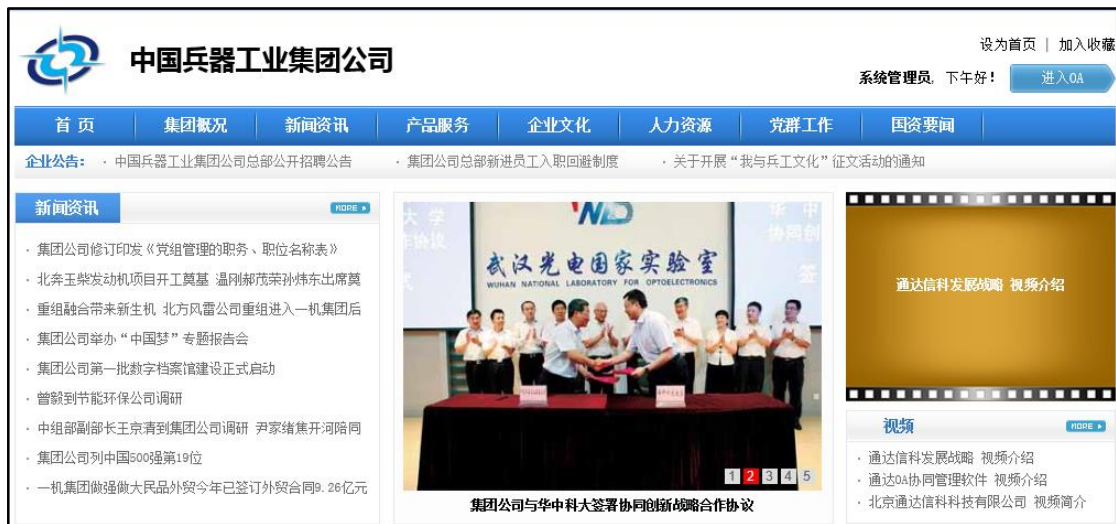 中国兵器工业集团公司
设为首页 | 加入收藏
系统管理员, 下午好!
进入OA
首 页 集团概况 新闻资讯 产品服务 企业文化 人力资源 党群工作 国资要闻
企业公告: · 中国兵器工业集团公司总部公开招聘公告 · 集团公司总部新进员工入职回避制度 · 关于开展“我与兵工文化”征文活动的通知
新闻资讯 MORE
· 集团公司修订印发《党组管理的职务、职位名称表》
· 北奔玉柴发动机项目开工奠基 温刚郝茂荣孙炜东出席奠
· 重组融合带来新生机 北方风雷公司重组进入一机集团后
· 集团公司举办“中国梦”专题报告会
· 集团公司第一批数字档案馆建设正式启动
· 曾毅到节能环保公司调研
· 中组部副部长王京清到集团公司调研 尹家绪焦开河陪同
· 集团公司列中国500强第19位
· 一机集团做强做大民品外贸今年已签订外贸合同9.26亿元
武汉光电国家实验室
WUHAN NATIONAL LABORATORY FOR OPTOELECTRONICS
1 2 3 4 5
集团公司与华中科大签署协同创新战略合作协议
通达信科发展战略 视频介绍
视频 MORE
· 通达信科发展战略 视频介绍
· 通达OA协同管理软件 视频介绍
· 北京通达信科科技有限公司 视频简介